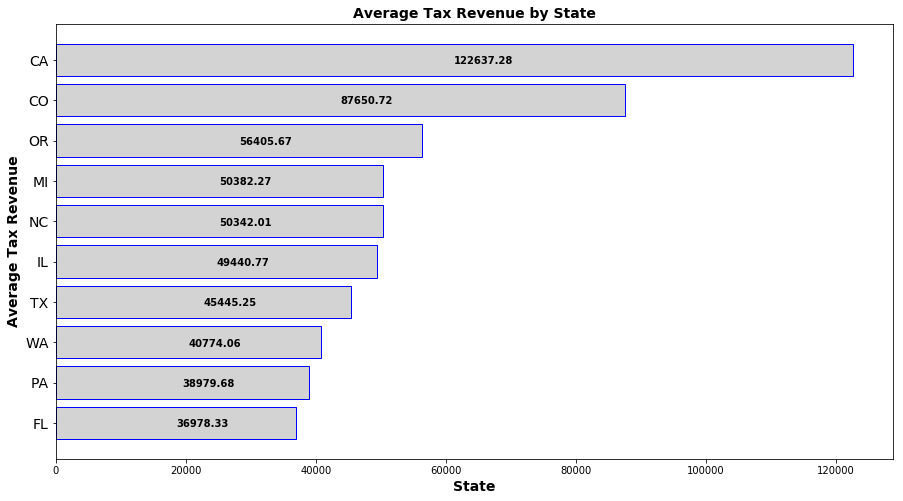 Average Tax Revenue by State
Average Tax Revenue
CA 122637.28
CO 87650.72
OR 56405.67
MI 50382.27
NC 50342.01
IL 49440.77
TX 45445.25
WA 40774.06
PA 38979.68
FL 36978.33
0 20000 40000 60000 80000 100000 120000
State